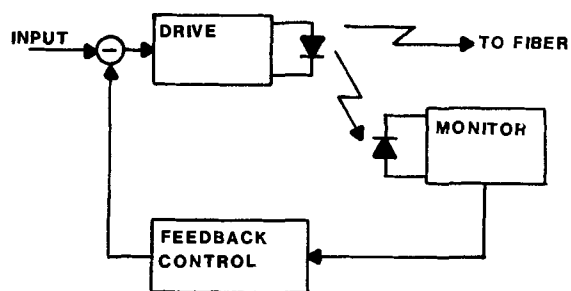 INPUT
−
DRIVE
TO FIBER
MONITOR
FEEDBACK
CONTROL